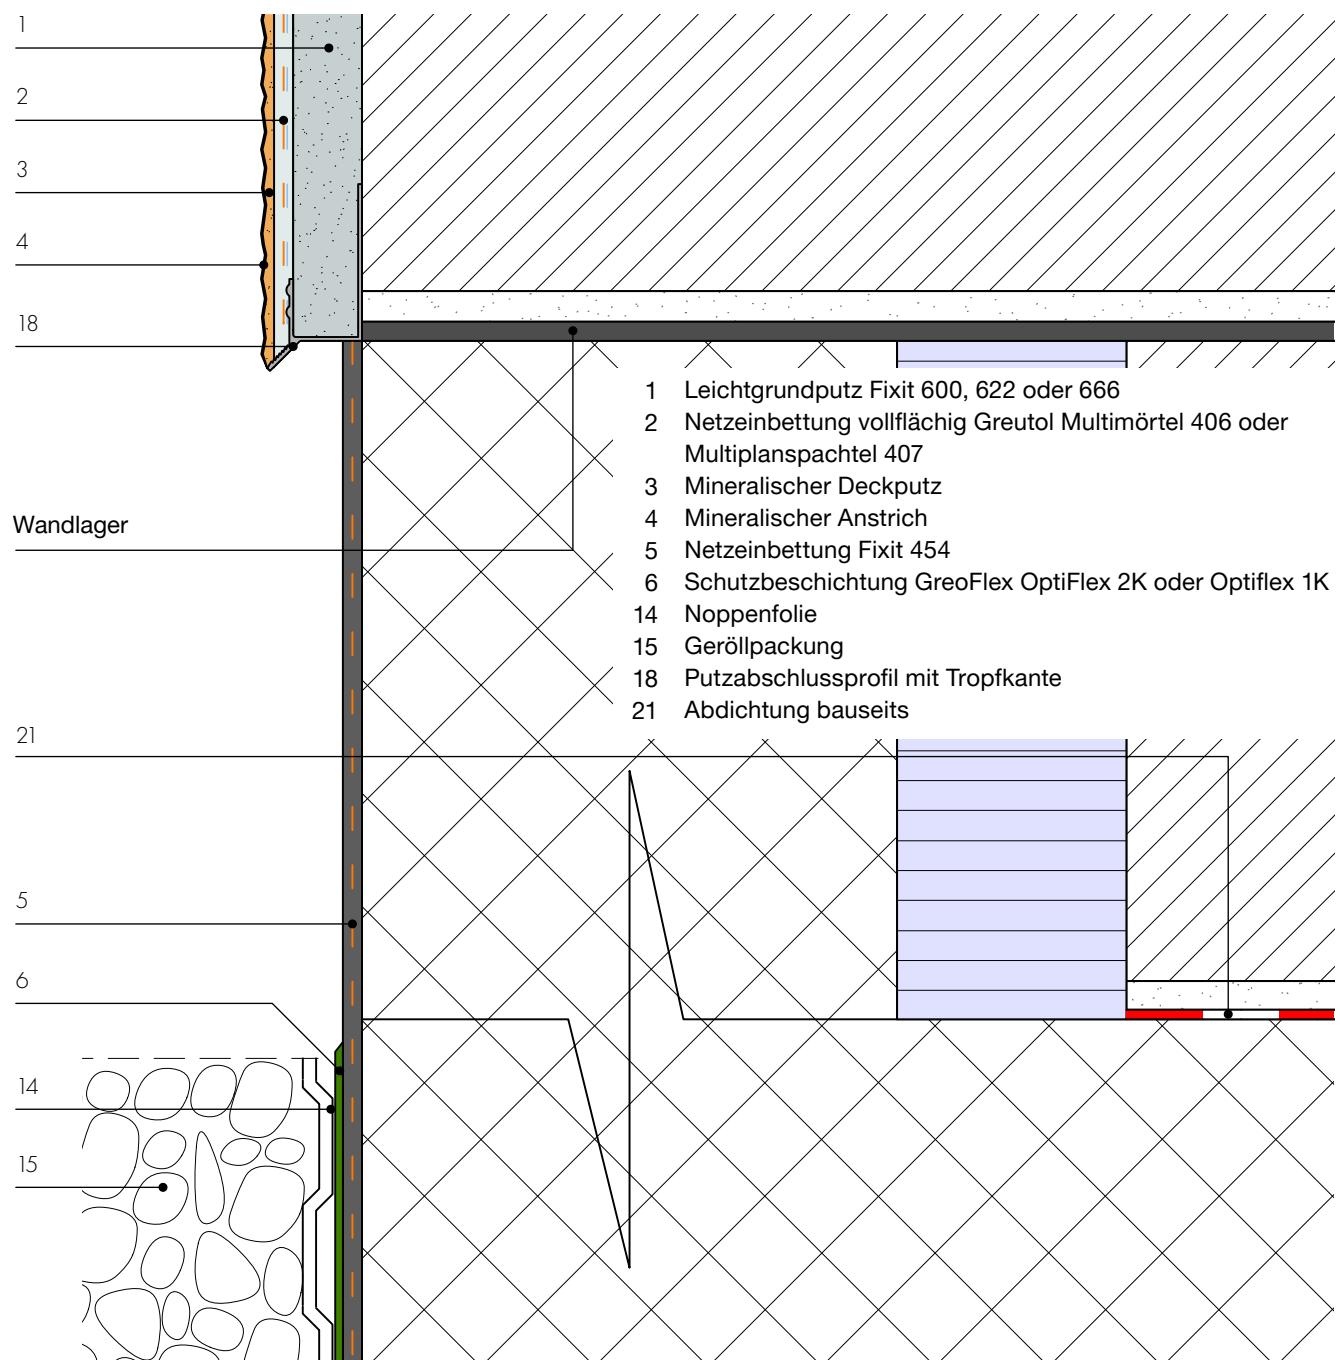 1
2
3
4
18
1 Leichtgrundputz Fixit 600, 622 oder 666
2 Netzeinbettung vollflächig Greutol Multimörtel 406 oder
Multiplanspachtel 407
3 Mineralischer Deckputz
4 Mineralischer Anstrich
5 Netzeinbettung Fixit 454
6 Schutzbeschichtung GreoFlex OptiFlex 2K oder Optiflex 1K
14 Noppenfolie
15 Geröllpackung
18 Putzabschlussprofil mit Tropfkante
21 Abdichtung bauseits
Wandlager
21
5
6
14
15